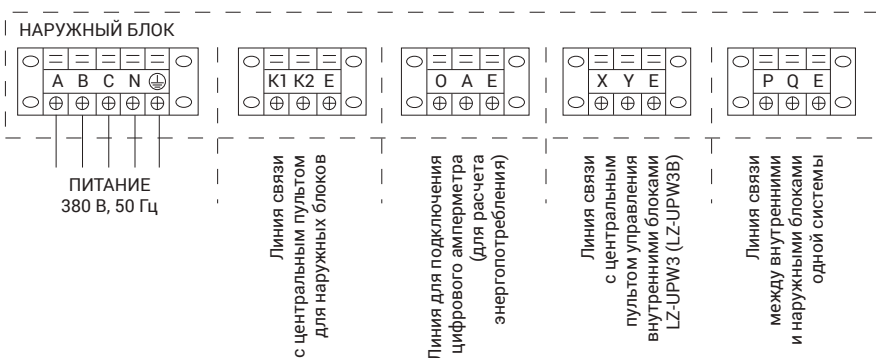 НАРУЖНЫЙ БЛОК
A B C N
K1 K2 E
O A E
X Y E
P Q E
ПИТАНИЕ
380 В, 50 Гц
Линия связи
с центральным пультом
для наружных блоков
Линия для подключения
цифрового амперметра
(для расчета
энергопотребления)
Линия связи
с центральным
пультом управления
внутренними блоками
LZ-UPW3 (LZ-UPW3B)
Линия связи
между внутренними
и наружными блоками
одной системы